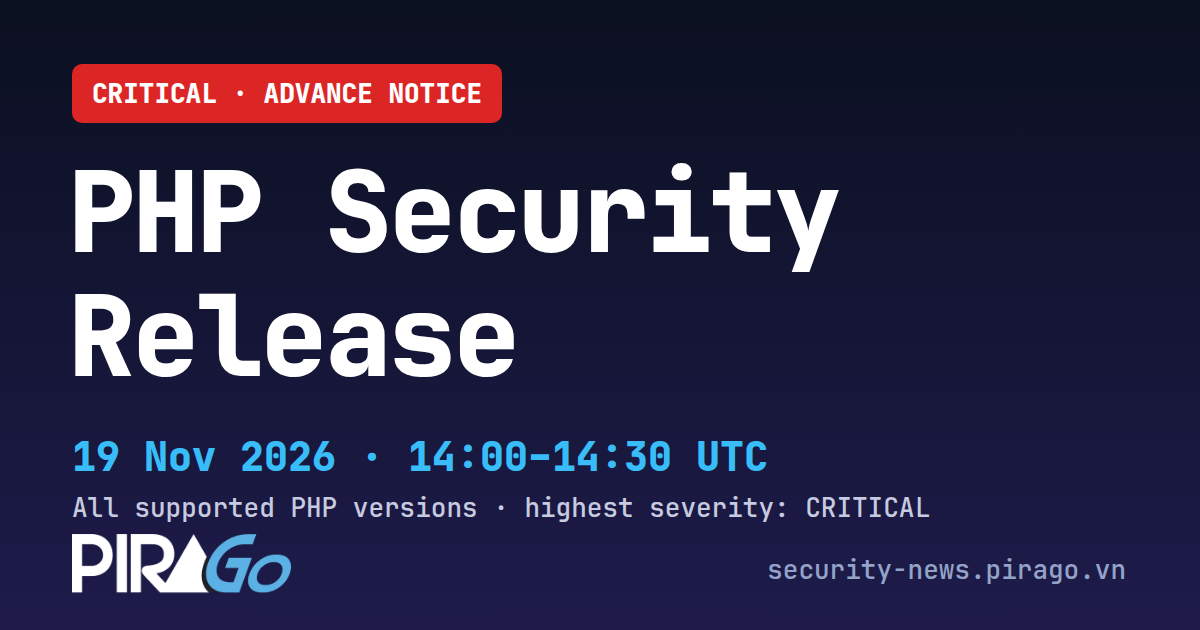 CRITICAL · ADVANCE NOTICE
PHP Security
Release
19 Nov 2026 · 14:00–14:30 UTC
All supported PHP versions · highest severity: CRITICAL
PIRAGO
security-news.pirago.vn